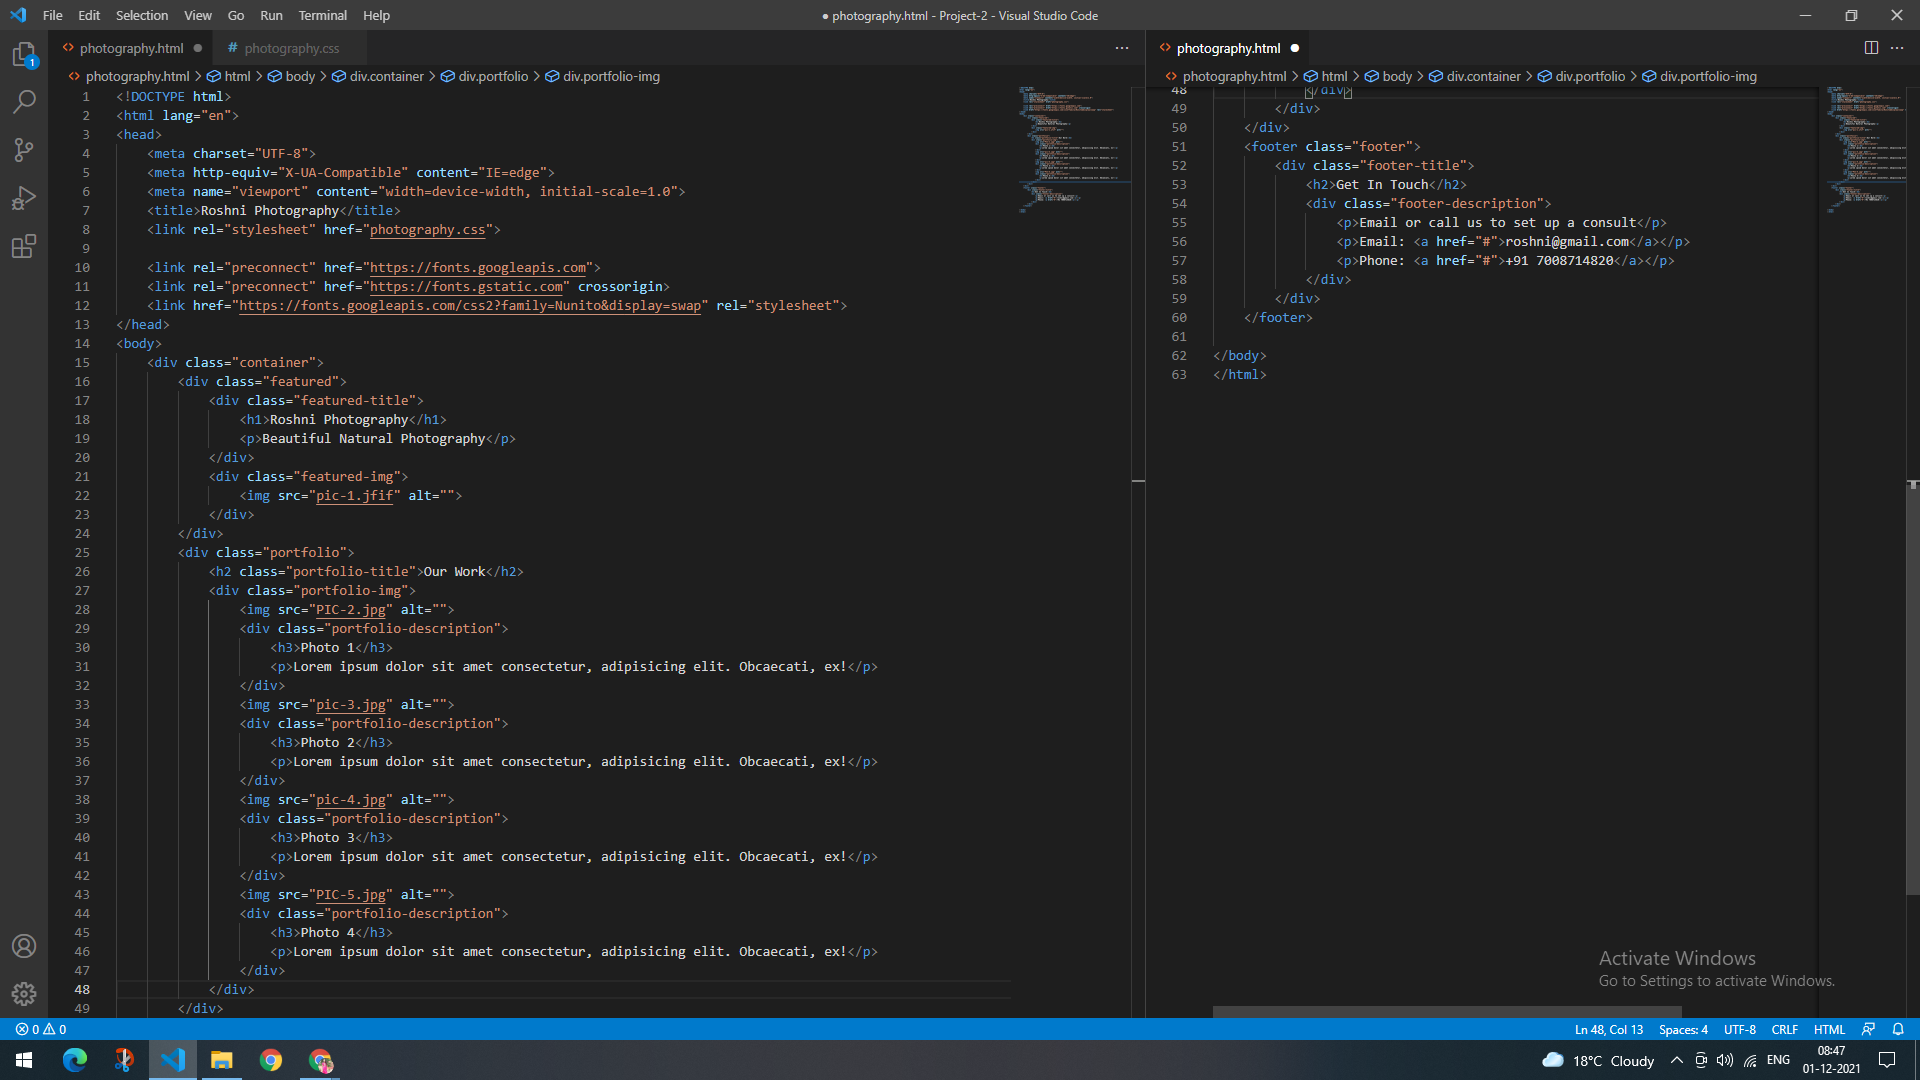 File Edit Selection View Go Run Terminal Help
● photography.html - Project-2 - Visual Studio Code
photography.html ●
# photography.css
···
photography.html > html > body > div.container > div.portfolio > div.portfolio-img
1 <!DOCTYPE html>
2 <html lang="en">
3 <head>
4 <meta charset="UTF-8">
5 <meta http-equiv="X-UA-Compatible" content="IE=edge">
6 <meta name="viewport" content="width=device-width, initial-scale=1.0">
7 <title>Roshni Photography</title>
8 <link rel="stylesheet" href="photography.css">
9
10 <link rel="preconnect" href="https://fonts.googleapis.com">
11 <link rel="preconnect" href="https://fonts.gstatic.com" crossorigin>
12 <link href="https://fonts.googleapis.com/css2?family=Nunito&display=swap" rel="stylesheet">
13 </head>
14 <body>
15 <div class="container">
16 <div class="featured">
17 <div class="featured-title">
18 <h1>Roshni Photography</h1>
19 <p>Beautiful Natural Photography</p>
20 </div>
21 <div class="featured-img">
22 <img src="pic-1.jfif" alt="">
23 </div>
24 </div>
25 <div class="portfolio">
26 <h2 class="portfolio-title">Our Work</h2>
27 <div class="portfolio-img">
28 <img src="PIC-2.jpg" alt="">
29 <div class="portfolio-description">
30 <h3>Photo 1</h3>
31 <p>Lorem ipsum dolor sit amet consectetur, adipisicing elit. Obcaecati, ex!</p>
32 </div>
33 <img src="pic-3.jpg" alt="">
34 <div class="portfolio-description">
35 <h3>Photo 2</h3>
36 <p>Lorem ipsum dolor sit amet consectetur, adipisicing elit. Obcaecati, ex!</p>
37 </div>
38 <img src="pic-4.jpg" alt="">
39 <div class="portfolio-description">
40 <h3>Photo 3</h3>
41 <p>Lorem ipsum dolor sit amet consectetur, adipisicing elit. Obcaecati, ex!</p>
42 </div>
43 <img src="PIC-5.jpg" alt="">
44 <div class="portfolio-description">
45 <h3>Photo 4</h3>
46 <p>Lorem ipsum dolor sit amet consectetur, adipisicing elit. Obcaecati, ex!</p>
47 </div>
48 </div>
49 </div>
photography.html ●
···
photography.html > html > body > div.container > div.portfolio > div.portfolio-img
48 </div>
49 </div>
50 </div>
51 <footer class="footer">
52 <div class="footer-title">
53 <h2>Get In Touch</h2>
54 <div class="footer-description">
55 <p>Email or call us to set up a consult</p>
56 <p>Email: <a href="#">roshni@gmail.com</a></p>
57 <p>Phone: <a href="#">+91 7008714820</a></p>
58 </div>
59 </div>
60 </footer>
61
62 </body>
63 </html>
Activate Windows
Go to Settings to activate Windows.
1
0 0
Ln 48, Col 13 Spaces: 4 UTF-8 CRLF HTML
18°C Cloudy ENG
08:47
01-12-2021